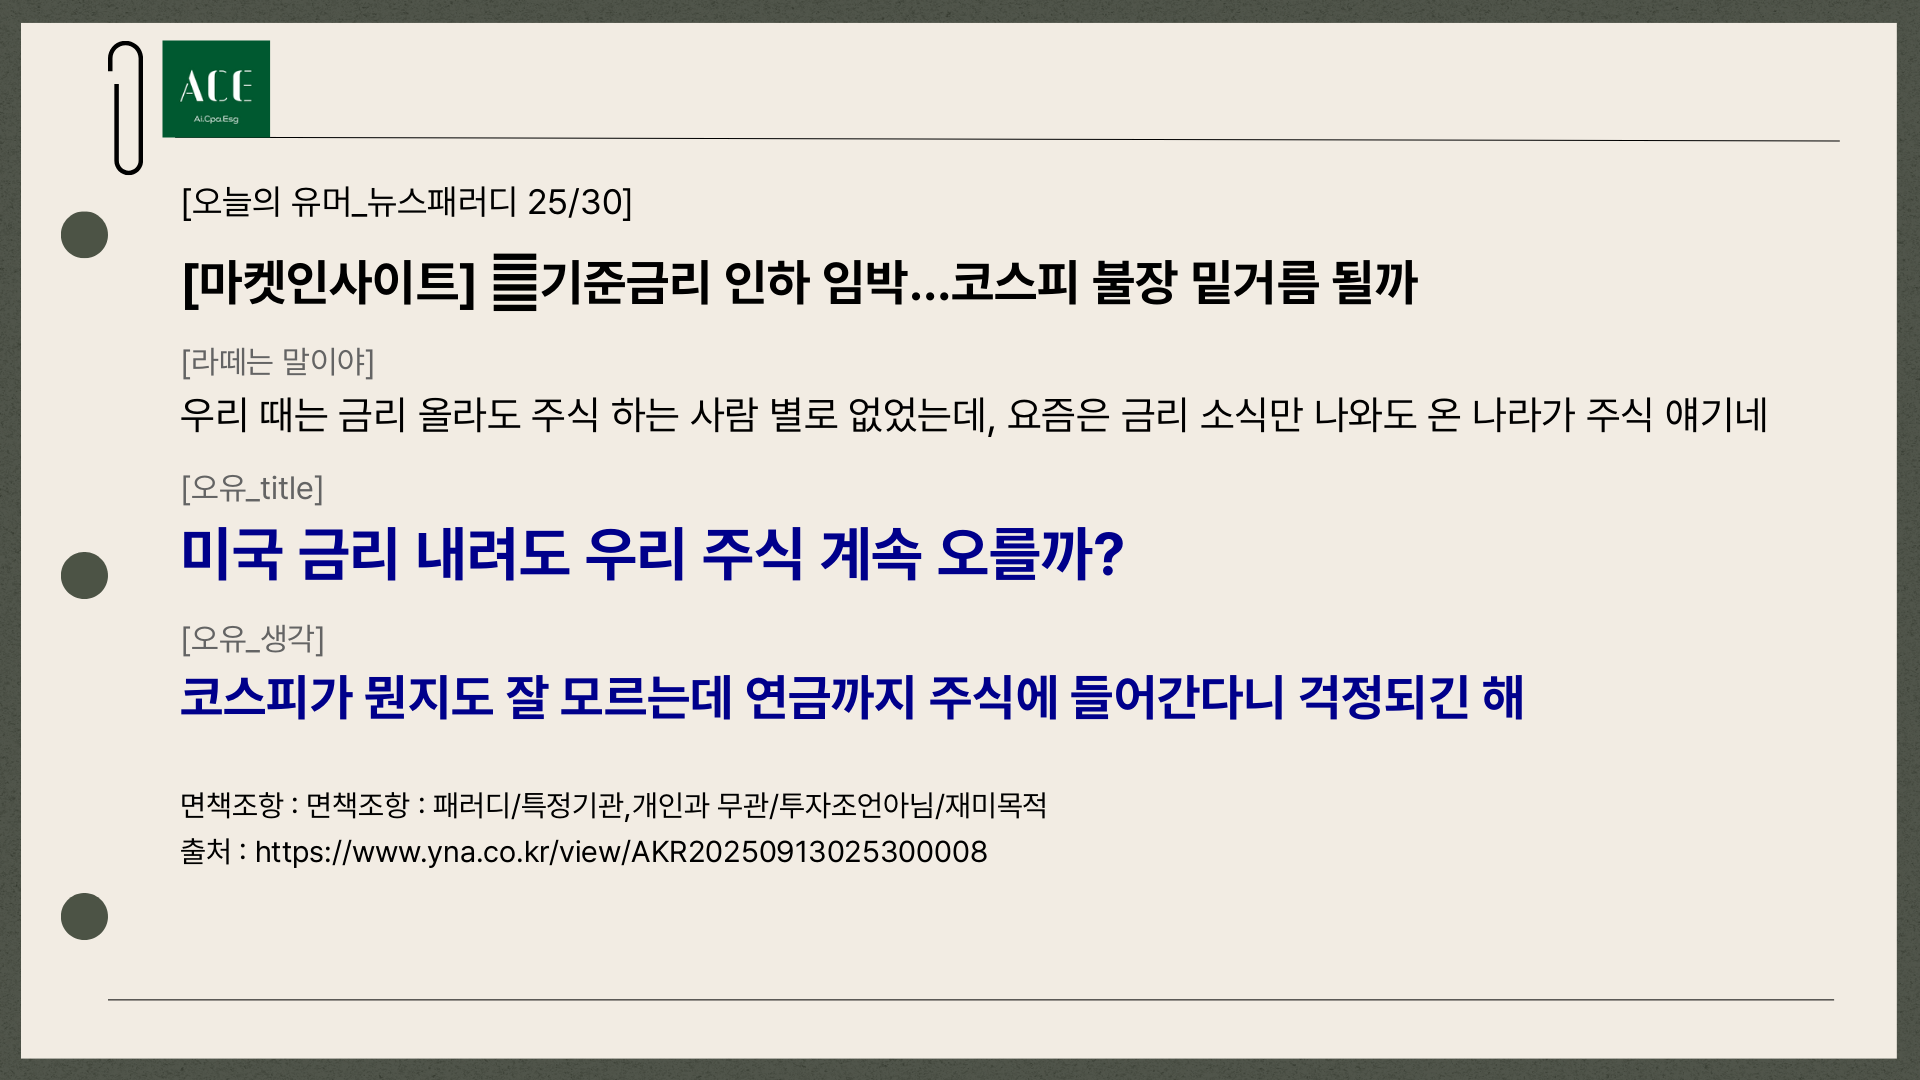 ACE
Ai.Cpa.Esg
[오늘의 유머_뉴스패러디 25/30]
[마켓인사이트] 기준금리 인하 임박...코스피 불장 밑거름 될까
[라떼는 말이야]
우리 때는 금리 올라도 주식 하는 사람 별로 없었는데, 요즘은 금리 소식만 나와도 온 나라가 주식 얘기네
[오유_title]
미국 금리 내려도 우리 주식 계속 오를까?
[오유_생각]
코스피가 뭔지도 잘 모르는데 연금까지 주식에 들어간다니 걱정되긴 해
면책조항 : 면책조항 : 패러디/특정기관,개인과 무관/투자조언아님/재미목적
출처 : https://www.yna.co.kr/view/AKR20250913025300008